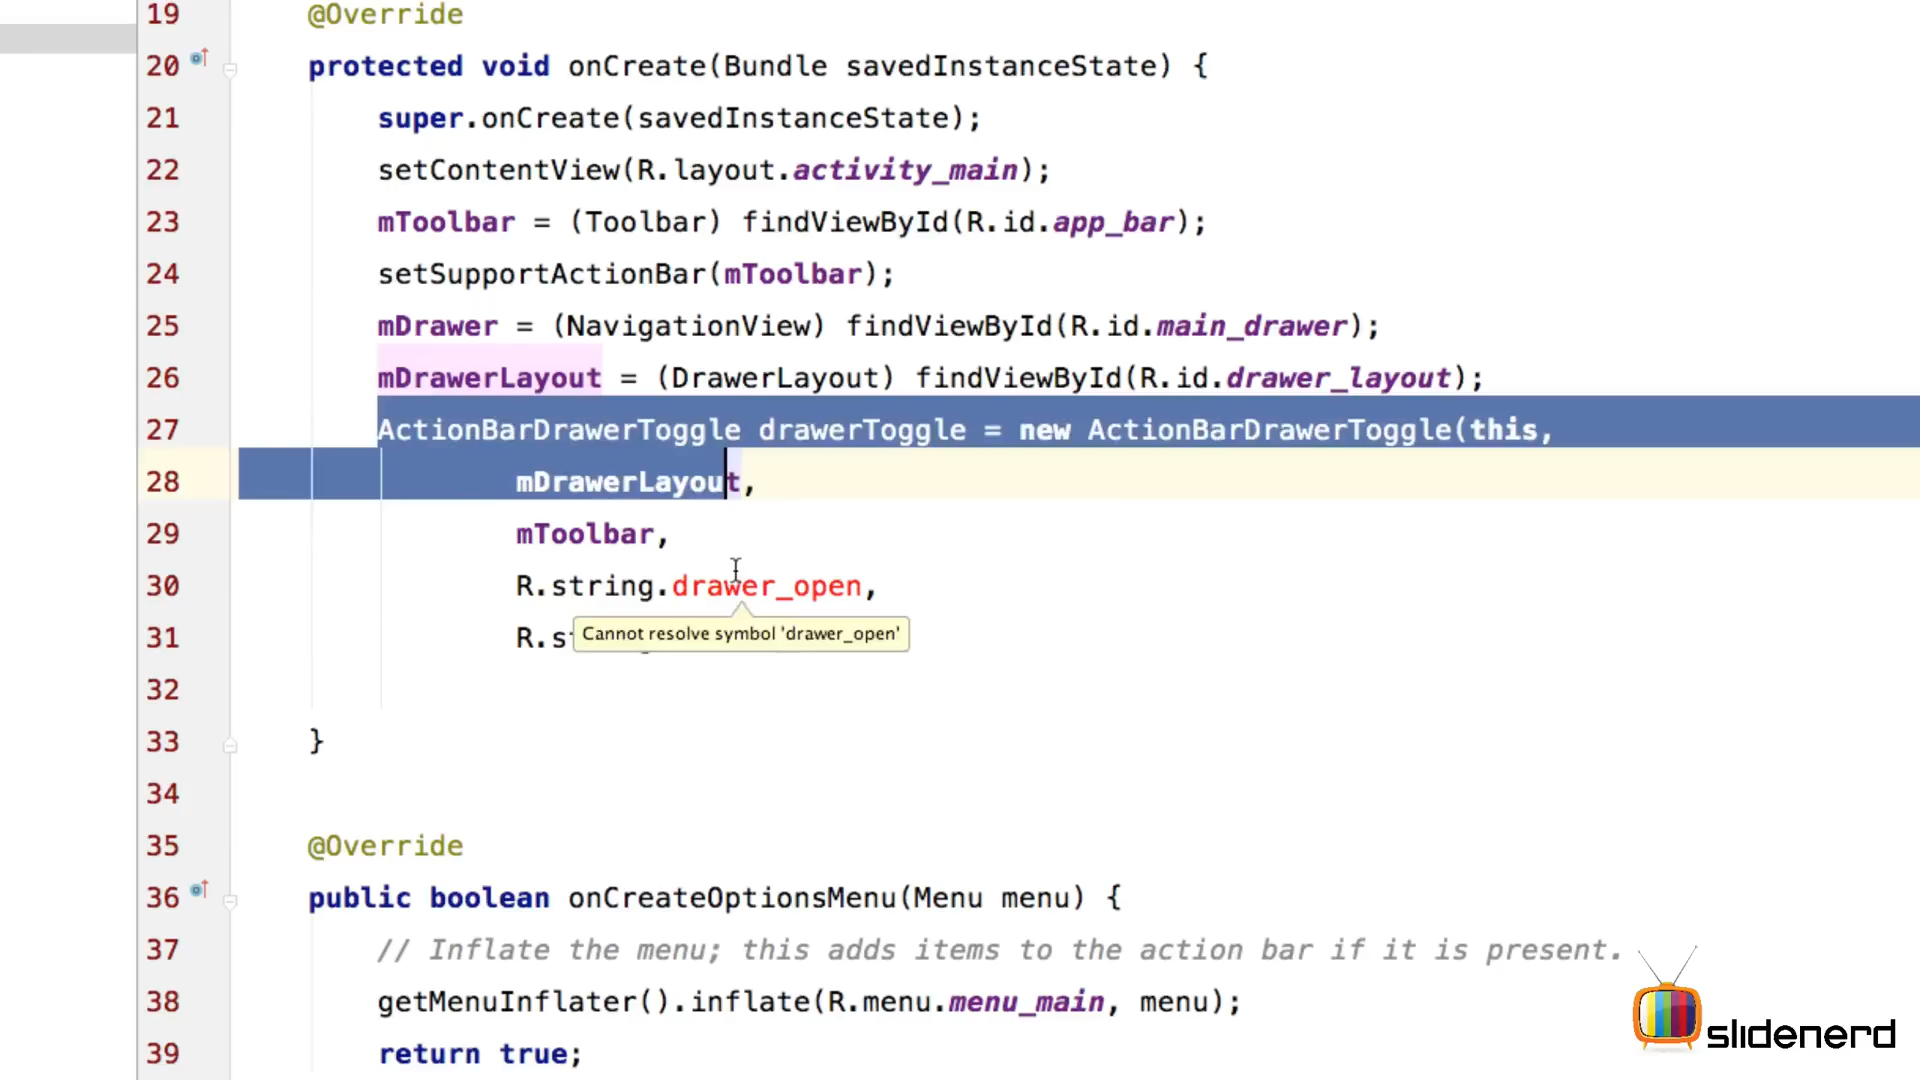 19 @Override
20 protected void onCreate(Bundle savedInstanceState) {
21 super.onCreate(savedInstanceState);
22 setContentView(R.layout.activity_main);
23 mToolbar = (Toolbar) findViewById(R.id.app_bar);
24 setSupportActionBar(mToolbar);
25 mDrawer = (NavigationView) findViewById(R.id.main_drawer);
26 mDrawerLayout = (DrawerLayout) findViewById(R.id.drawer_layout);
27 ActionBarDrawerToggle drawerToggle = new ActionBarDrawerToggle(this,
28 mDrawerLayout,
29 mToolbar,
30 R.string.drawer_open,
31 R.s
Cannot resolve symbol 'drawer_open'
32
33 }
34
35 @Override
36 public boolean onCreateOptionsMenu(Menu menu) {
37 // Inflate the menu; this adds items to the action bar if it is present.
38 getMenuInflater().inflate(R.menu.menu_main, menu);
39 return true;
slidenerd